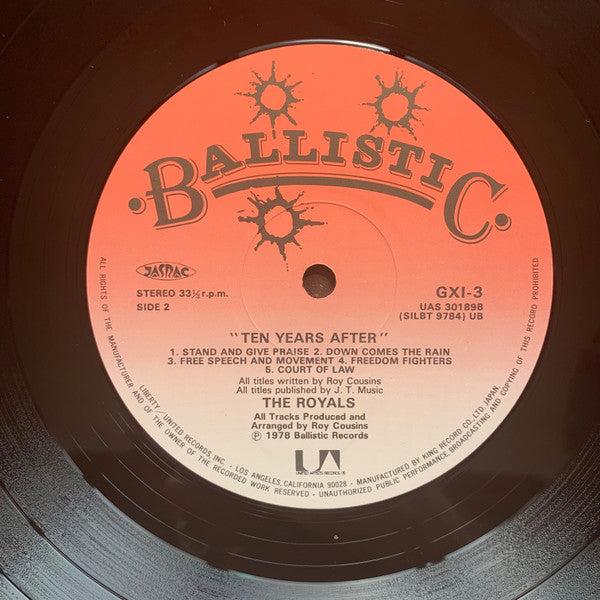 BALLISTIC
JASRAC
STEREO 33⅓ r.p.m.
SIDE 2
GXI-3
UAS 30189B
(SILBT 9784) UB
"TEN YEARS AFTER"
1. STAND AND GIVE PRAISE 2. DOWN COMES THE RAIN
3. FREE SPEECH AND MOVEMENT 4. FREEDOM FIGHTERS
5. COURT OF LAW
All titles written by Roy Cousins
All titles published by J. T. Music
THE ROYALS
All Tracks Produced and
Arranged by Roy Cousins
Ⓟ 1978 Ballistic Records
UA
UNITED ARTISTS RECORDS
ALL RIGHTS OF THE MANUFACTURER AND OF THE OWNER OF THE RECORDED WORK RESERVED - UNAUTHORIZED PUBLIC PERFORMANCE, BROADCASTING AND COPYING OF THIS RECORD PROHIBITED
LIBERTY/UNITED RECORDS, INC. - LOS ANGELES, CALIFORNIA 90028 - MANUFACTURED BY KING RECORD CO., LTD. JAPAN.